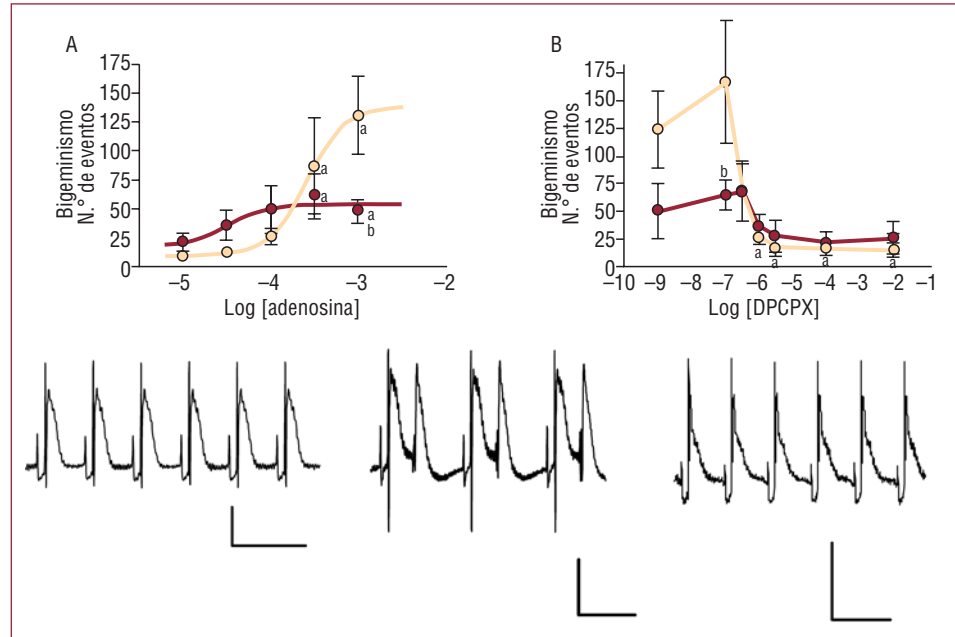 A
Bigeminismo
N.° de eventos
175
150
125
100
75
50
25
0
a
a
a
a
b
–5
–4
–3
–2
Log [adenosina]
B
Bigeminismo
N.° de eventos
175
150
125
100
75
50
25
0
b
a
a
a
a
–10
–9
–8
–7
–6
–5
–4
–3
–2
–1
Log [DPCPX]